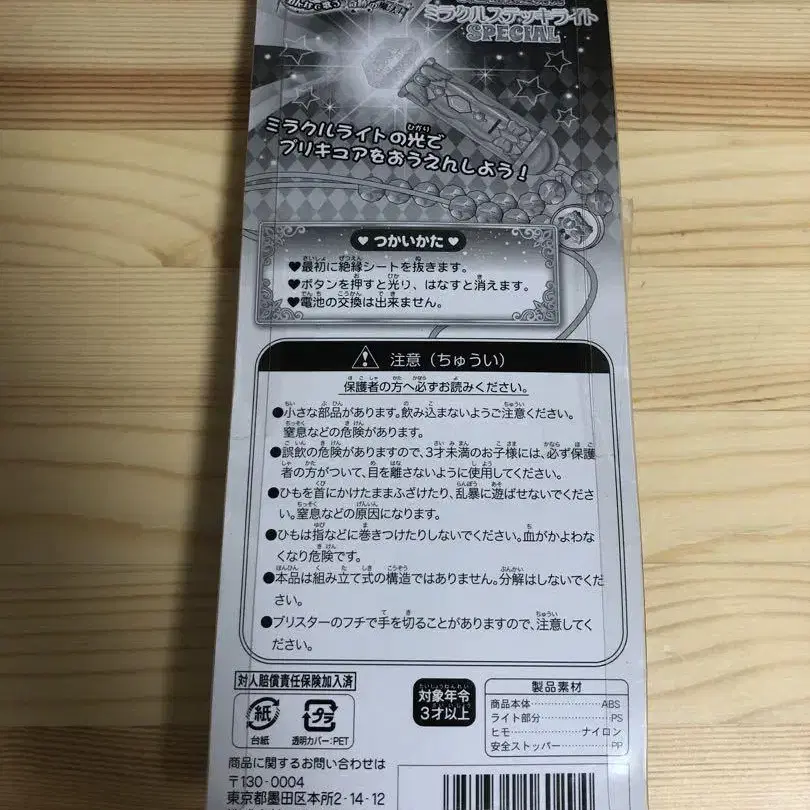 みんなで歌う
ミラクルステッキライト
SPECIAL
ミラクルライトの光で
プリキュアをおうえんしよう!
♥ つかいかた ♥
♥最初に絶縁シートを抜きます。
♥ボタンを押すと光り、はなすと消えます。
♥電池の交換は出来ません。
注意(ちゅうい)
保護者の方へ必ずお読みください。
●小さな部品があります。飲み込まないようご注意ください。
窒息などの危険があります。
●誤飲の危険がありますので、3才未満のお子様には、必ず保護
者の方がついて、目を離さないように使用してください。
●ひもを首にかけたままふざけたり、乱暴に遊ばせないでくださ
い。窒息などの原因になります。
●ひもは指などに巻きつけたりしないでください。血がかよわな
くなり危険です。
●本品は組み立て式の構造ではありません。分解はしないでくだ
さい。
●ブリスターのフチで手を切ることがありますので、注意してく
ださい。
対人賠償責任保険加入済
紙
台紙
プラ
透明カバー:PET
対象年令
3才以上
製品素材
商品本体 ABS
ライト部分 PS
ヒモ ナイロン
安全ストッパー PP
商品に関するお問い合わせは
〒130-0004
東京都墨田区本所2-14-12